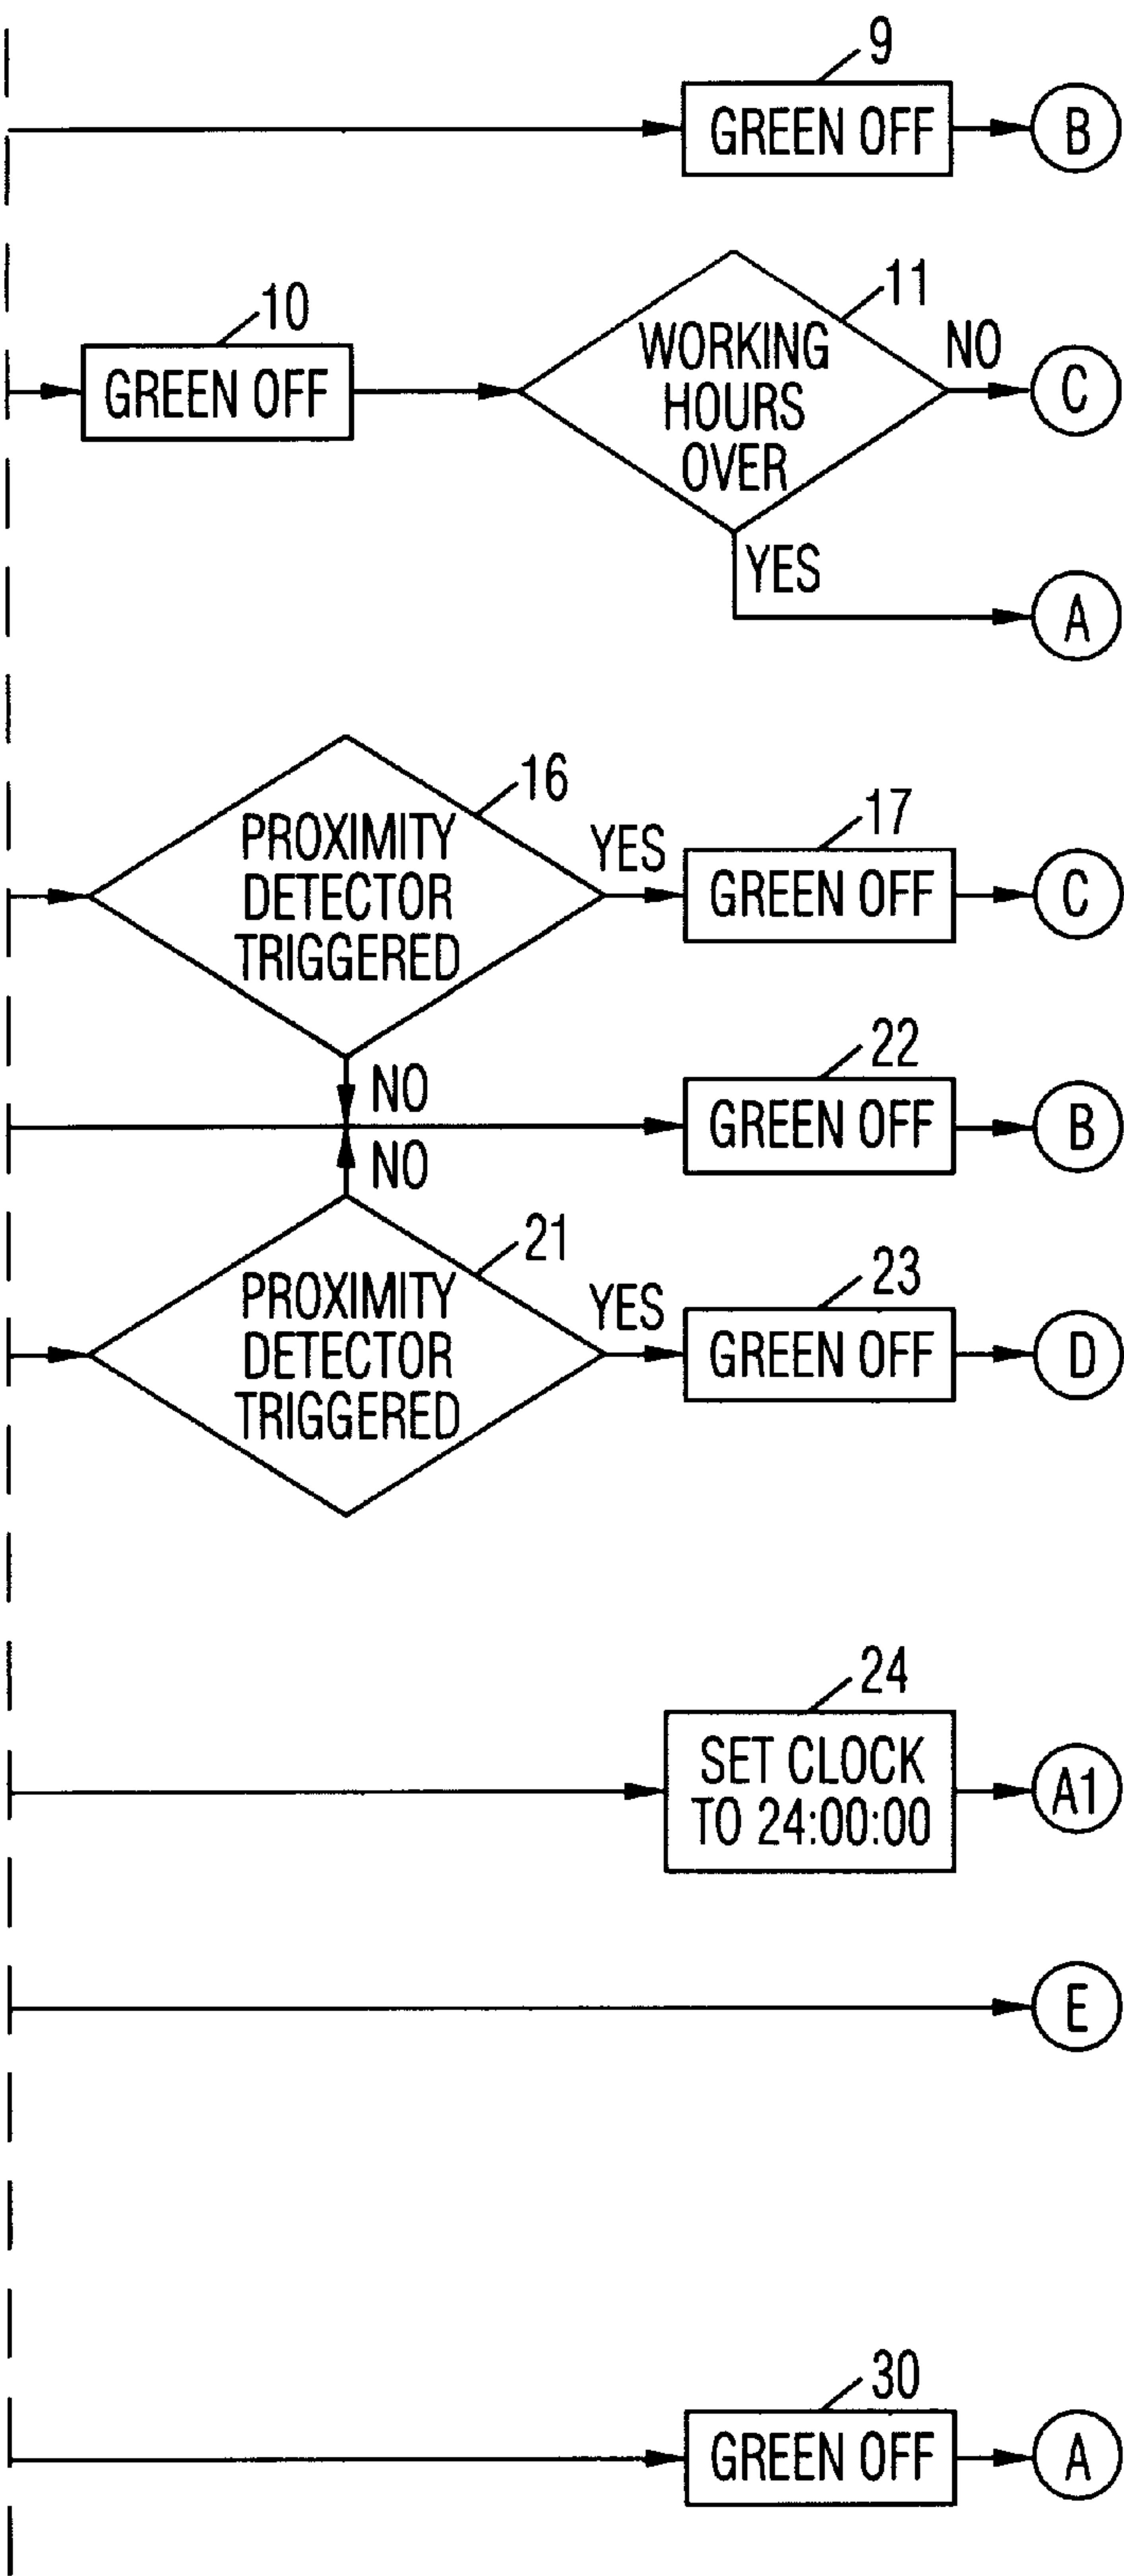 9
GREEN OFF
B
10
GREEN OFF
11
WORKING
HOURS
OVER
NO
C
YES
A
16
PROXIMITY
DETECTOR
TRIGGERED
YES
17
GREEN OFF
C
NO
22
GREEN OFF
B
NO
21
PROXIMITY
DETECTOR
TRIGGERED
YES
23
GREEN OFF
D
24
SET CLOCK
TO 24:00:00
A1
E
30
GREEN OFF
A